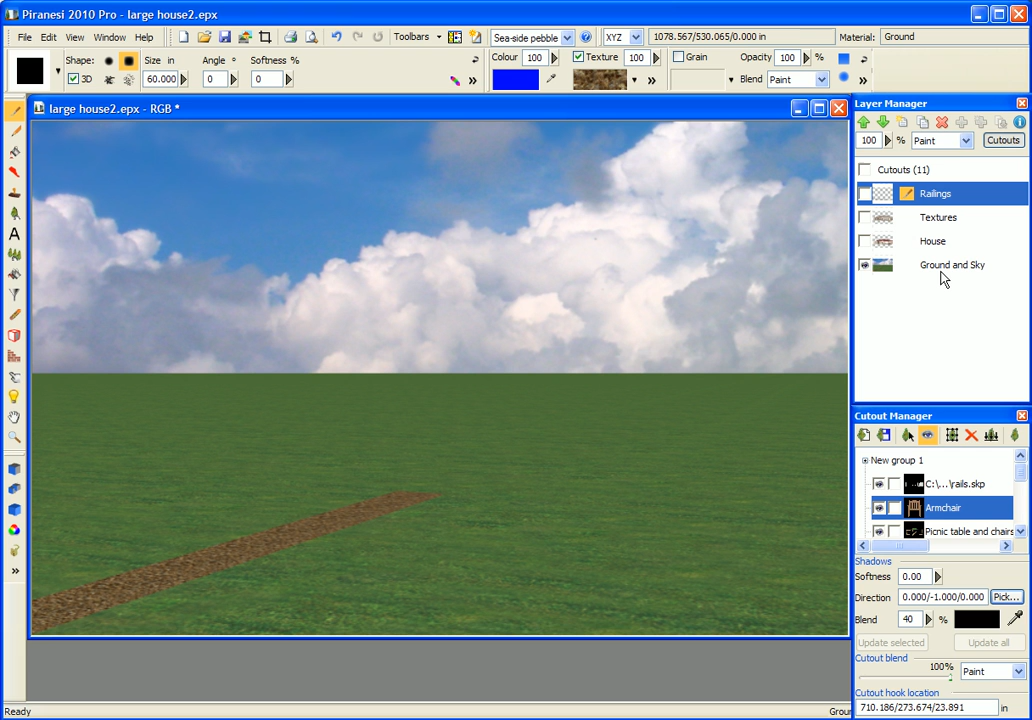 Piranesi 2010 Pro - large house2.epx
File Edit View Window Help Toolbars Sea-side pebble XYZ 1078.567/530.065/0.000 in Material: Ground
Shape: Size in Angle ° Softness % Colour 100 Texture 100 Grain Opacity 100 %
3D 60.000 0 0 Blend Paint
large house2.epx - RGB *
Layer Manager
100 % Paint Cutouts
Cutouts (11)
Railings
Textures
House
Ground and Sky
A
Cutout Manager
New group 1
C:\...\rails.skp
Armchair
Picnic table and chairs
Shadows
Softness 0.00
Direction 0.000/-1.000/0.000 Pick...
Blend 40 %
Update selected Update all
Cutout blend
100% Paint
Cutout hook location
710.186/273.674/23.891 in
Ready Groun